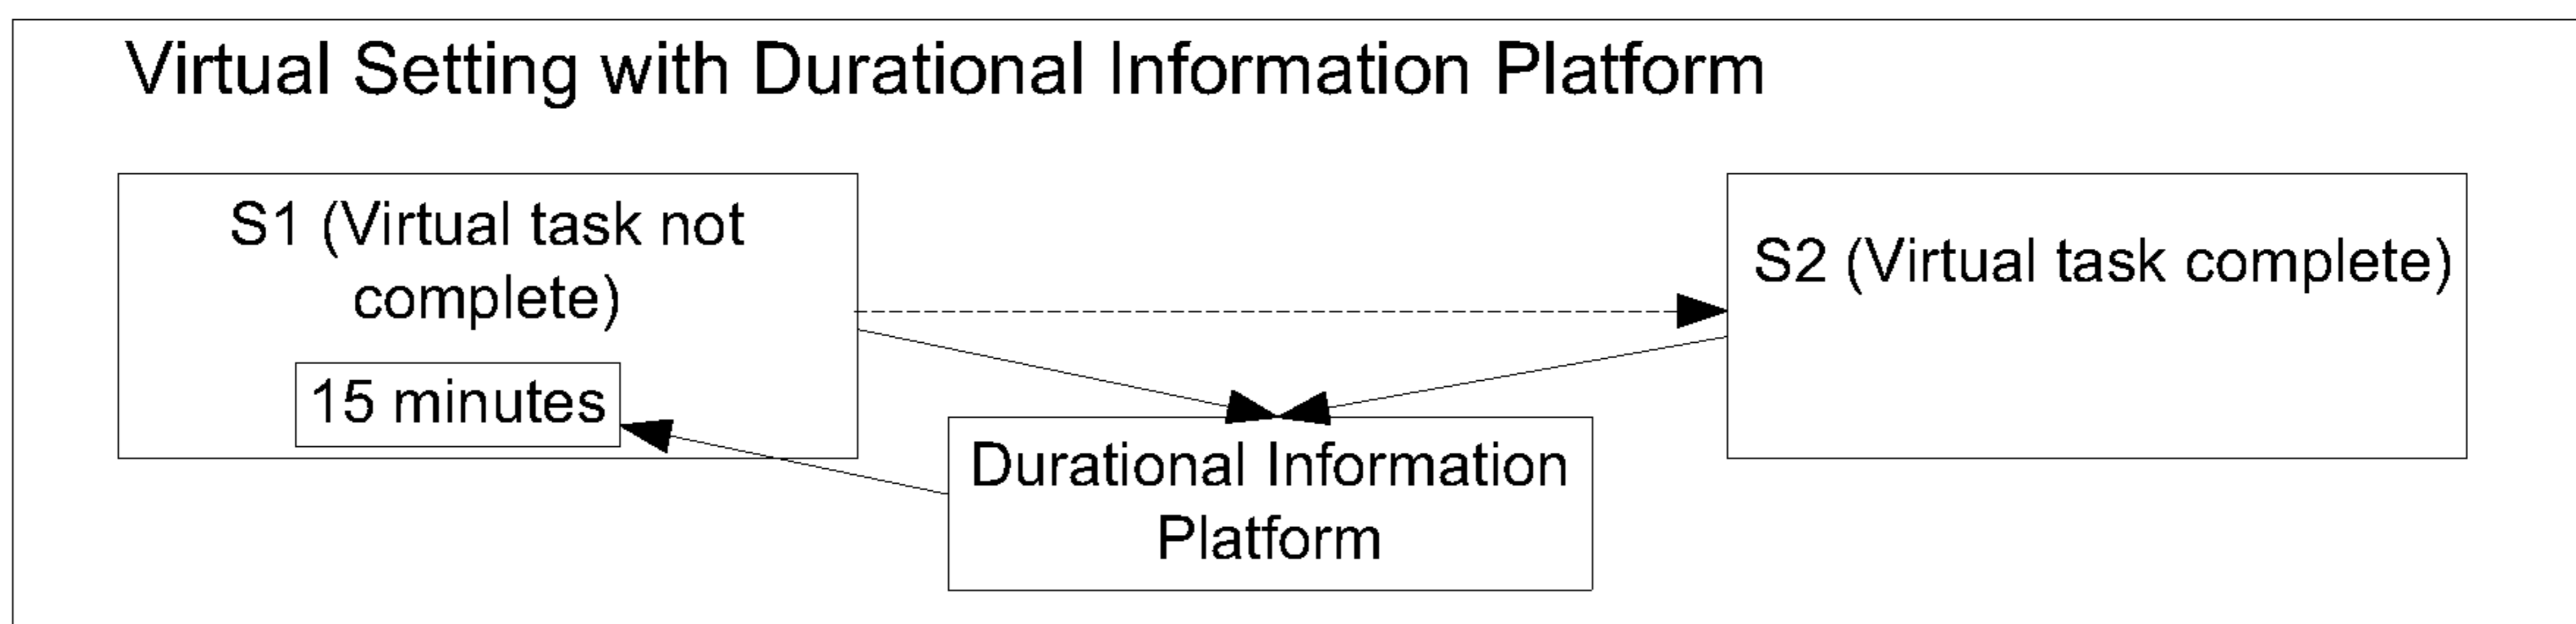 Virtual Setting with Durational Information Platform
S1 (Virtual task not
complete)
15 minutes
S2 (Virtual task complete)
Durational Information
Platform